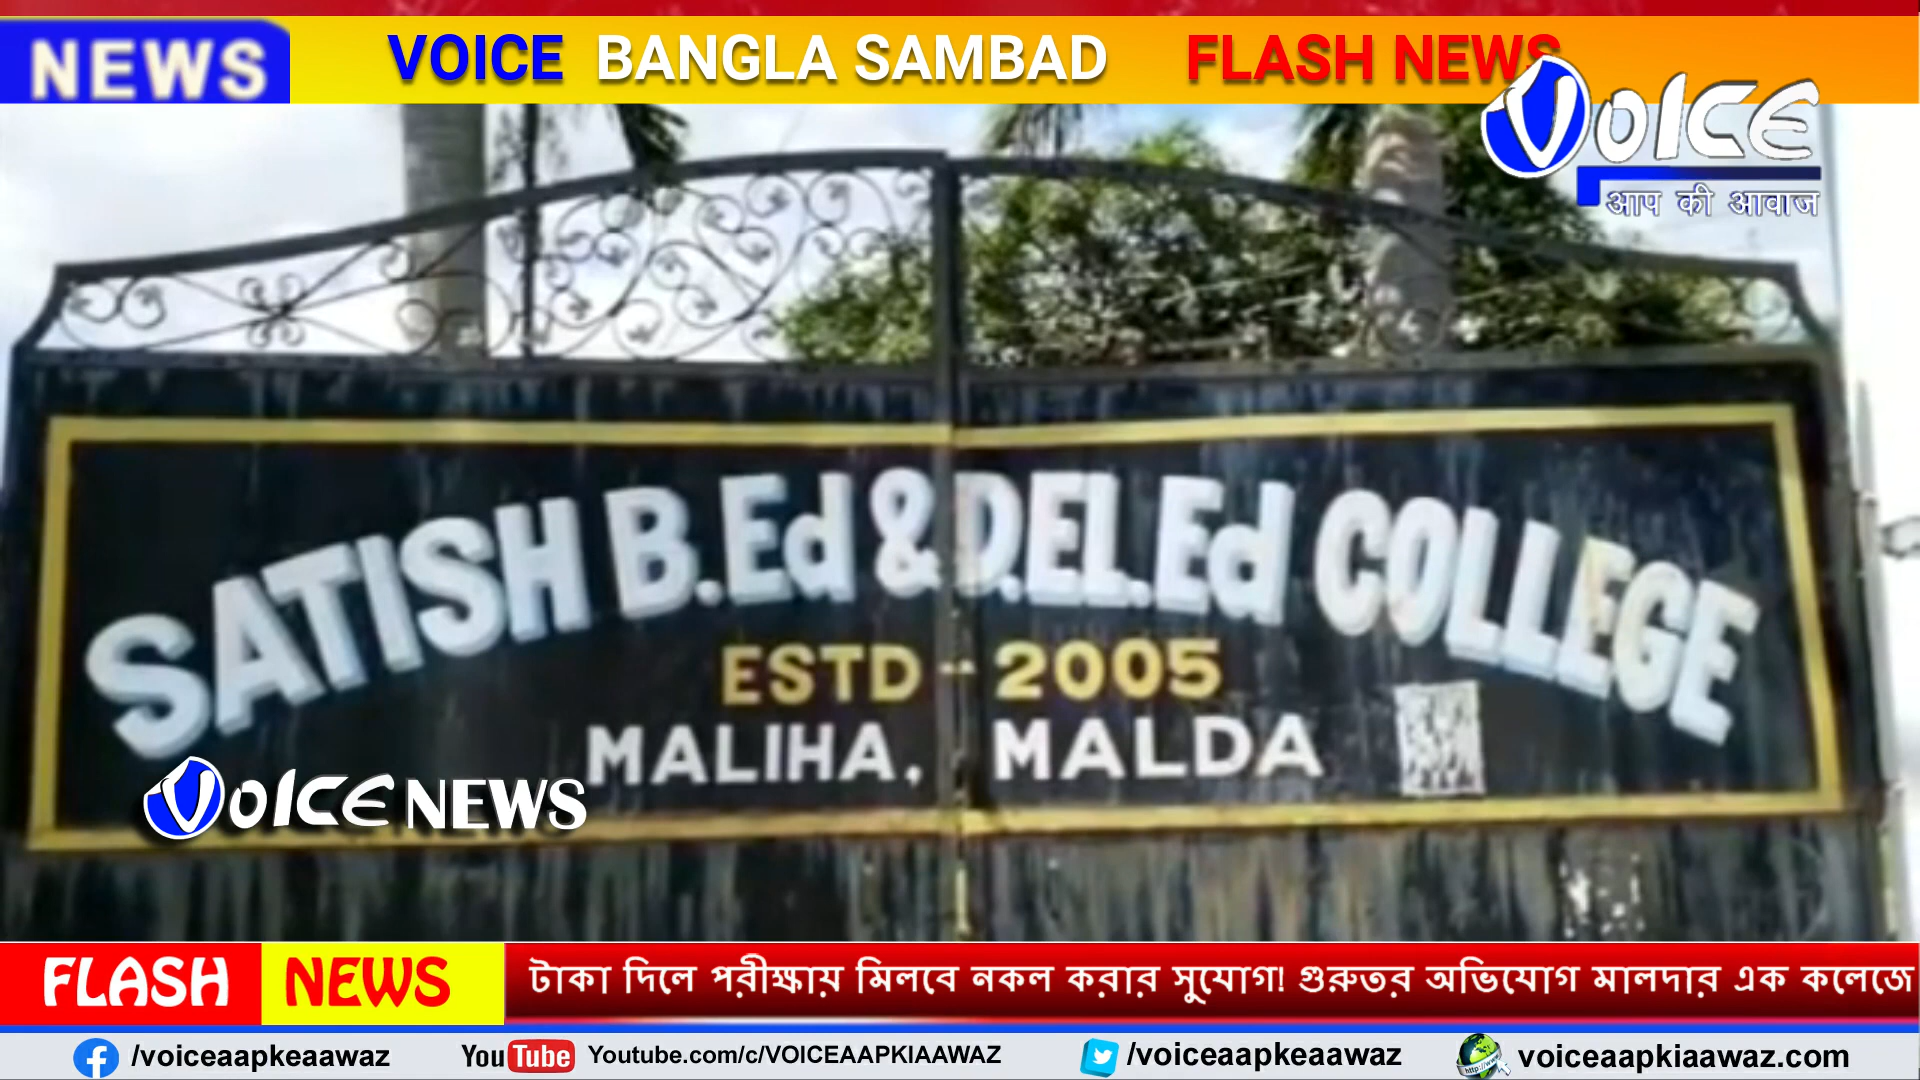 NEWS
VOICE BANGLA SAMBAD FLASH NEWS
VOICE
आप की आवाज
SATISH B.Ed & D.EL.Ed COLLEGE
ESTD - 2005
MALIHA, MALDA
VOICE NEWS
FLASH NEWS
টাকা দিলে পরীক্ষায় মিলবে নকল করার সুযোগ! গুরুতর অভিযোগ মালদার এক কলেজে
/voiceaapkeaawaz
YouTube Youtube.com/c/VOICEAAPKIAAWAZ
/voiceaapkeaawaz
http://www
voiceaapkiaawaz.com